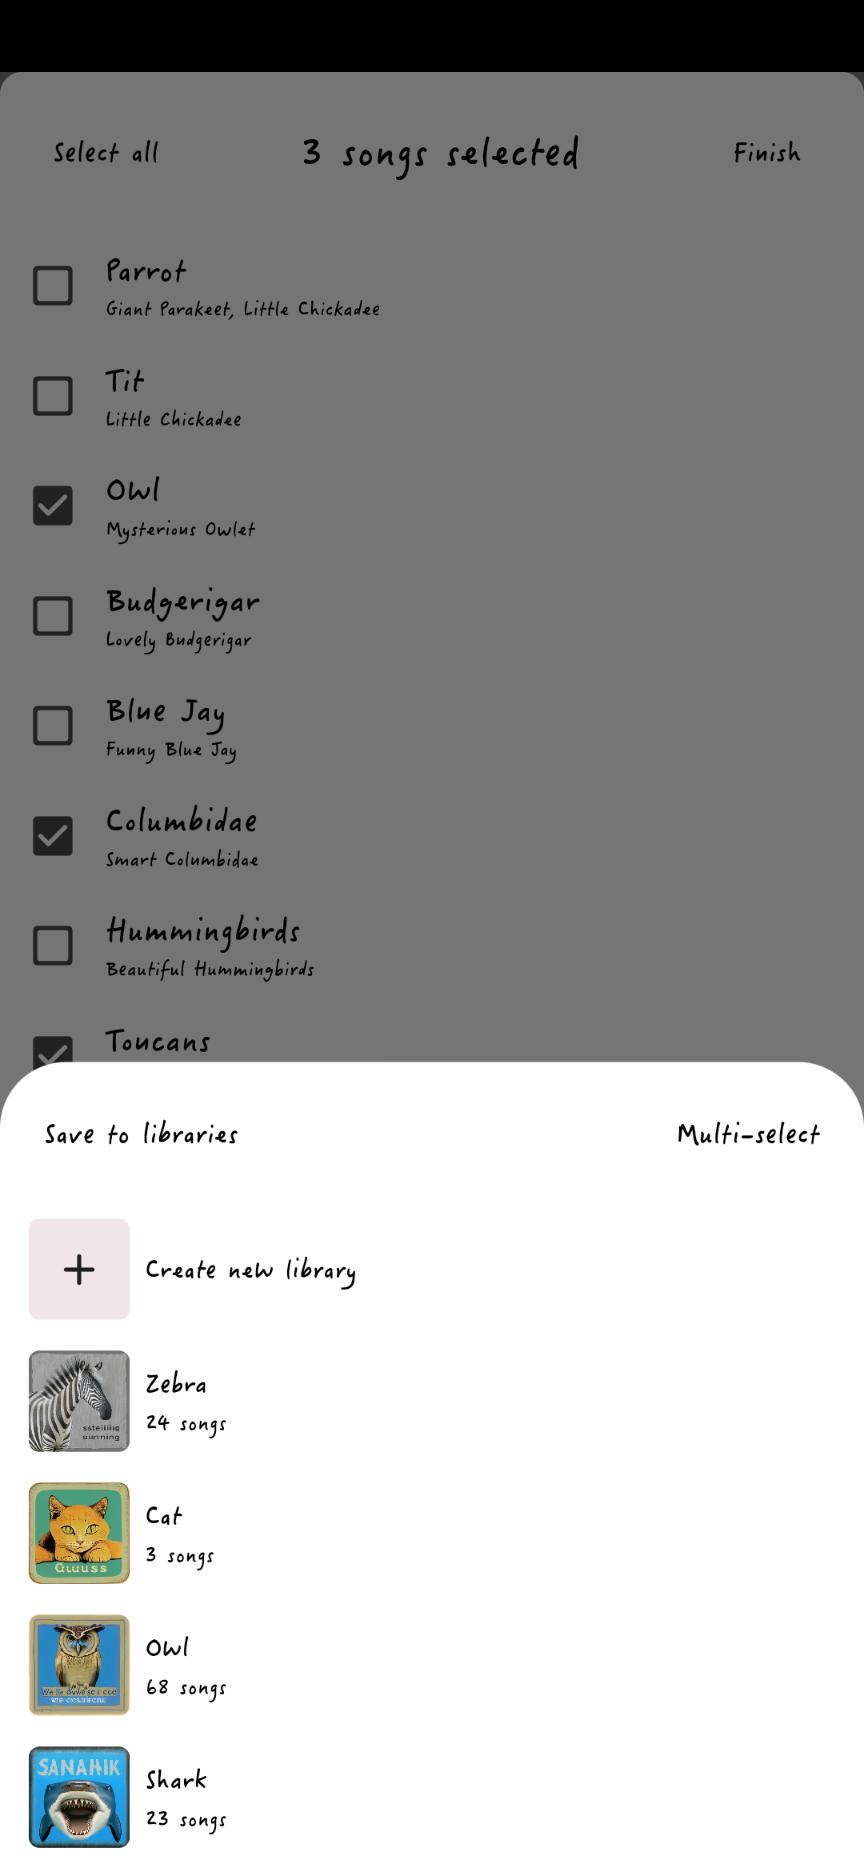 Select all
3 songs selected
Finish
Parrot
Giant Parakeet, Little Chickadee
Tit
Little Chickadee
Owl
Mysterious Owlet
Budgerigar
Lovely Budgerigar
Blue Jay
Funny Blue Jay
Columbidae
Smart Columbidae
Hummingbirds
Beautiful Hummingbirds
Toucans
Save to libraries
Multi-select
Create new library
Zebra
24 songs
Cat
3 songs
Owl
68 songs
SANAHIK
Shark
23 songs